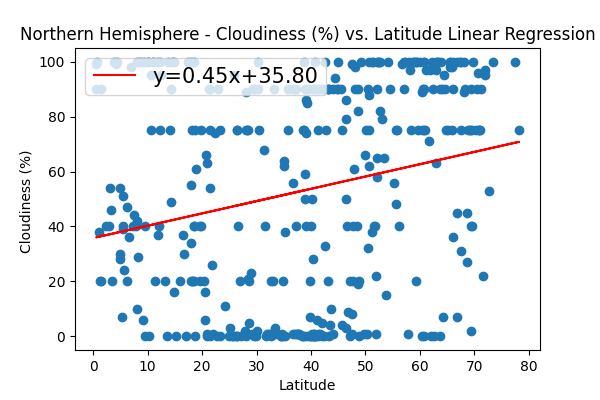 Northern Hemisphere - Cloudiness (%) vs. Latitude Linear Regression
y=0.45x+35.80
100
80
60
40
20
0
Cloudiness (%)
0 10 20 30 40 50 60 70 80
Latitude